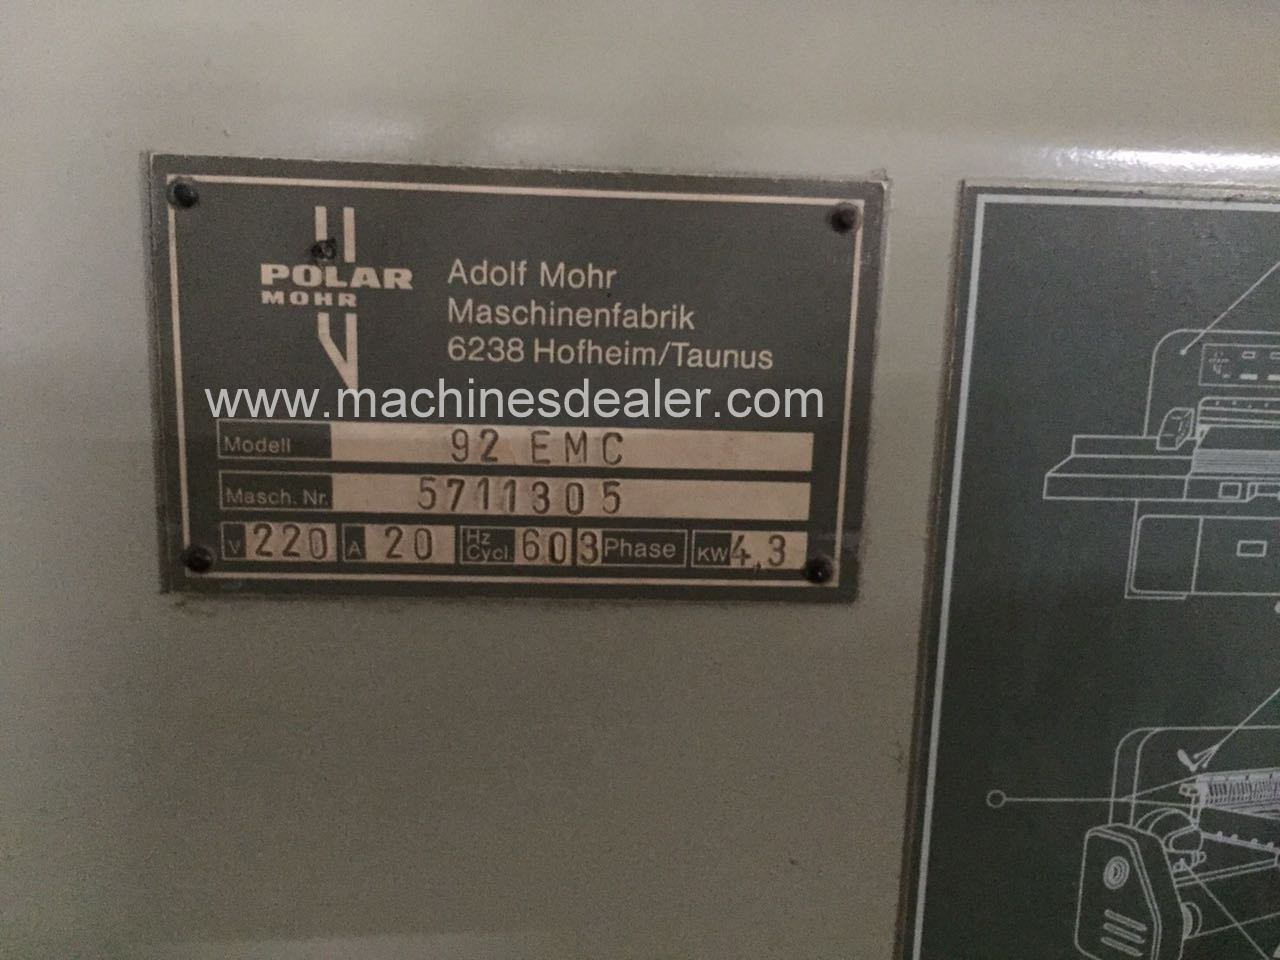 POLAR
MOHR
Adolf Mohr
Maschinenfabrik
6238 Hofheim/Taunus
www.machinesdealer.com
Modell 92 EMC
Masch. Nr. 5711305
V 220 A 20 Hz Cycl. 60 3 Phase KW 4,3